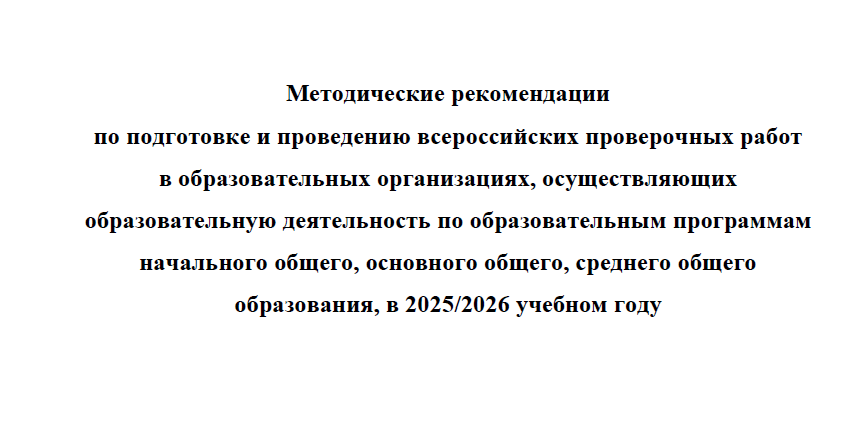 Методические рекомендации
по подготовке и проведению всероссийских проверочных работ
в образовательных организациях, осуществляющих
образовательную деятельность по образовательным программам
начального общего, основного общего, среднего общего
образования, в 2025/2026 учебном году